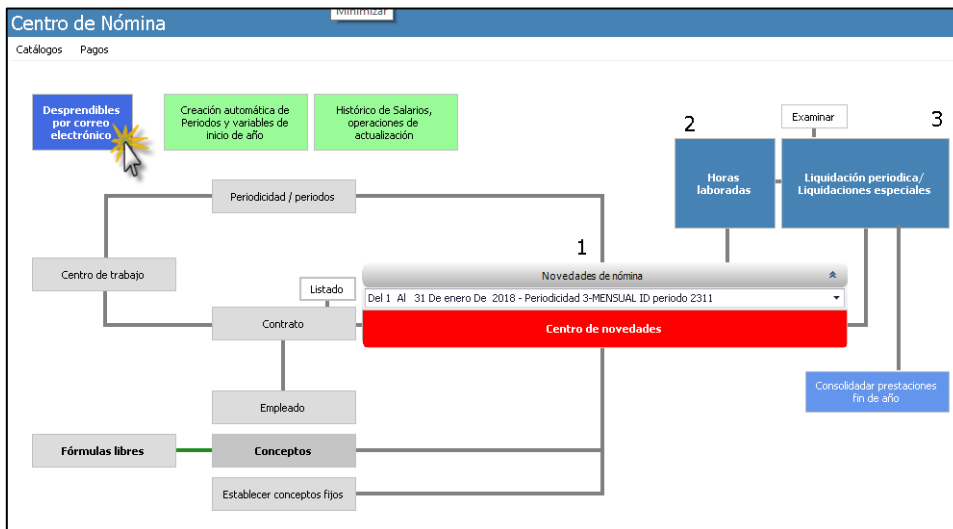 Minimizar
Centro de Nómina
Catálogos Pagos
Desprendibles
por correo
electrónico
Creación automática de
Periodos y variables de
inicio de año
Histórico de Salarios,
operaciones de
actualización
2
Examinar
3
Horas
laboradas
Liquidación periodica/
Liquidaciones especiales
Periodicidad / periodos
1
Centro de trabajo
Novedades de nómina
Listado
Del 1 Al 31 De enero De 2018 - Periodicidad 3-MENSUAL ID periodo 2311
Contrato
Centro de novedades
Consolidadar prestaciones
fin de año
Empleado
Fórmulas libres
Conceptos
Establecer conceptos fijos